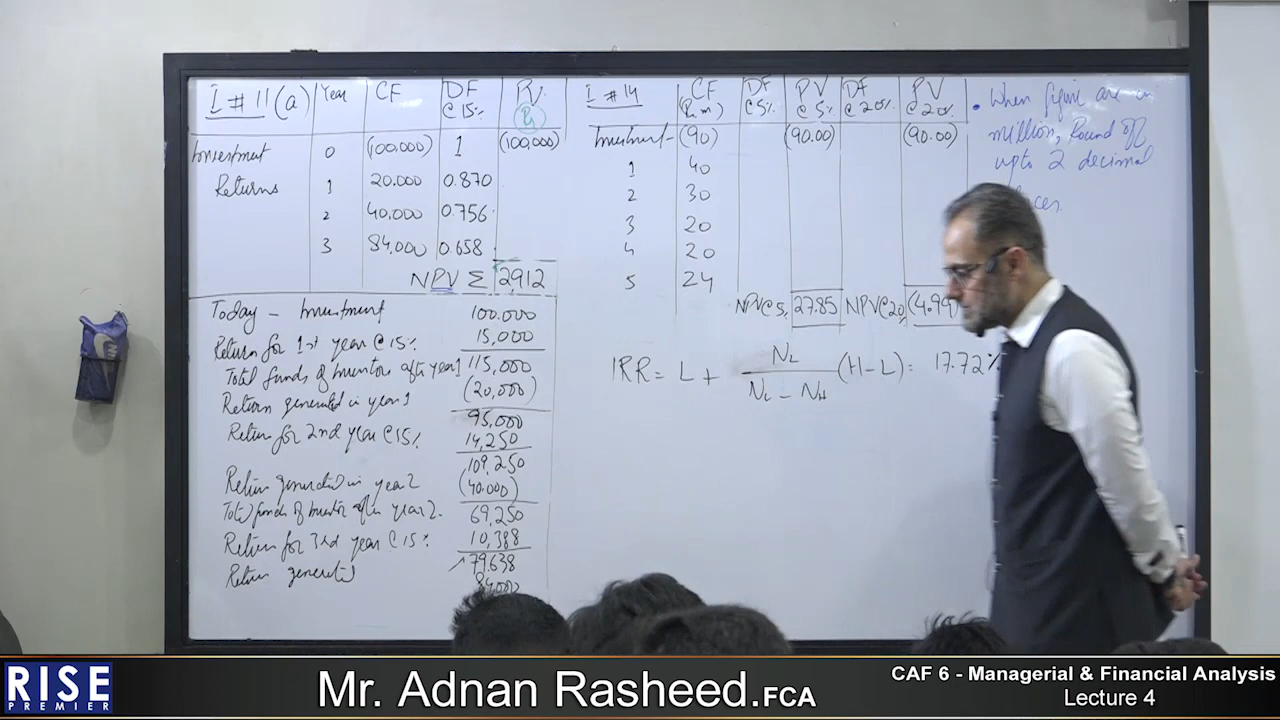 I # 11(a) Year CF DF @ 15% PV
Rs
Investment 0 (100,000) 1 (100,000)
Returns 1 20,000 0.870
2 40,000 0.756
3 84,000 0.658
NPV Σ 2912
Today – Investment 100,000
Return for 1st year @ 15% 15,000
Total funds of Investors after year 1 115,000
Return generated in year 1 (20,000)
95,000
Return for 2nd year @ 15% 14,250
109,250
Return generated in year 2 (40,000)
Total funds of Investor after year 2. 69,250
Return for 3rd year @ 15% 10,388
79,638
Return generated 84,000
I # 14 CF (Rs. m) DF @ 5% PV @ 5% DF @ 20% PV @ 20%
Investment (90) (90.00) (90.00)
1 40
2 30
3 20
4 20
5 24
NPV@5% 27.85 NPV@20% (4.99)
IRR = L + NL / NL – NH (H – L) = 17.72%
• When figure are in
million, Round off
upto 2 decimal
RISE
PREMIER
Mr. Adnan Rasheed.FCA
CAF 6 - Managerial & Financial Analysis
Lecture 4